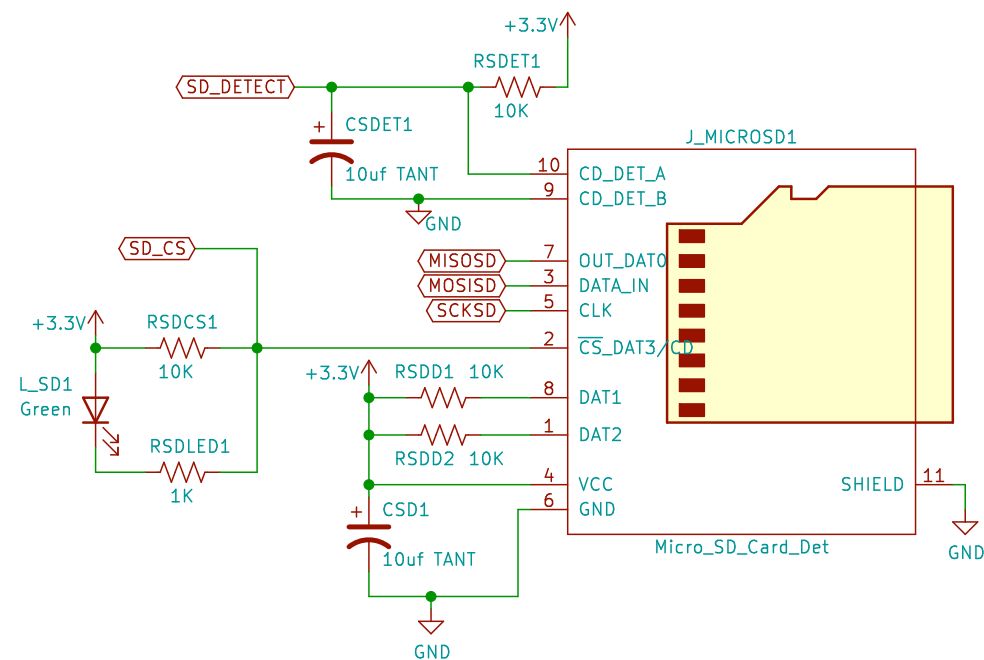 +3.3V
RSDET1
SD_DETECT
10K
+ CSDET1
J_MICROSD1
10uf TANT
10 CD_DET_A
9 CD_DET_B
GND
SD_CS
MISOSD 7 OUT_DAT0
MOSISD 3 DATA_IN
SCKSD 5 CLK
+3.3V RSDCS1
2 CS_DAT3/CD
10K
+3.3V RSDD1 10K
L_SD1
Green
8 DAT1
1 DAT2
RSDLED1
RSDD2 10K
1K
4 VCC
SHIELD 11
+ CSD1
6 GND
Micro_SD_Card_Det
10uf TANT
GND
GND